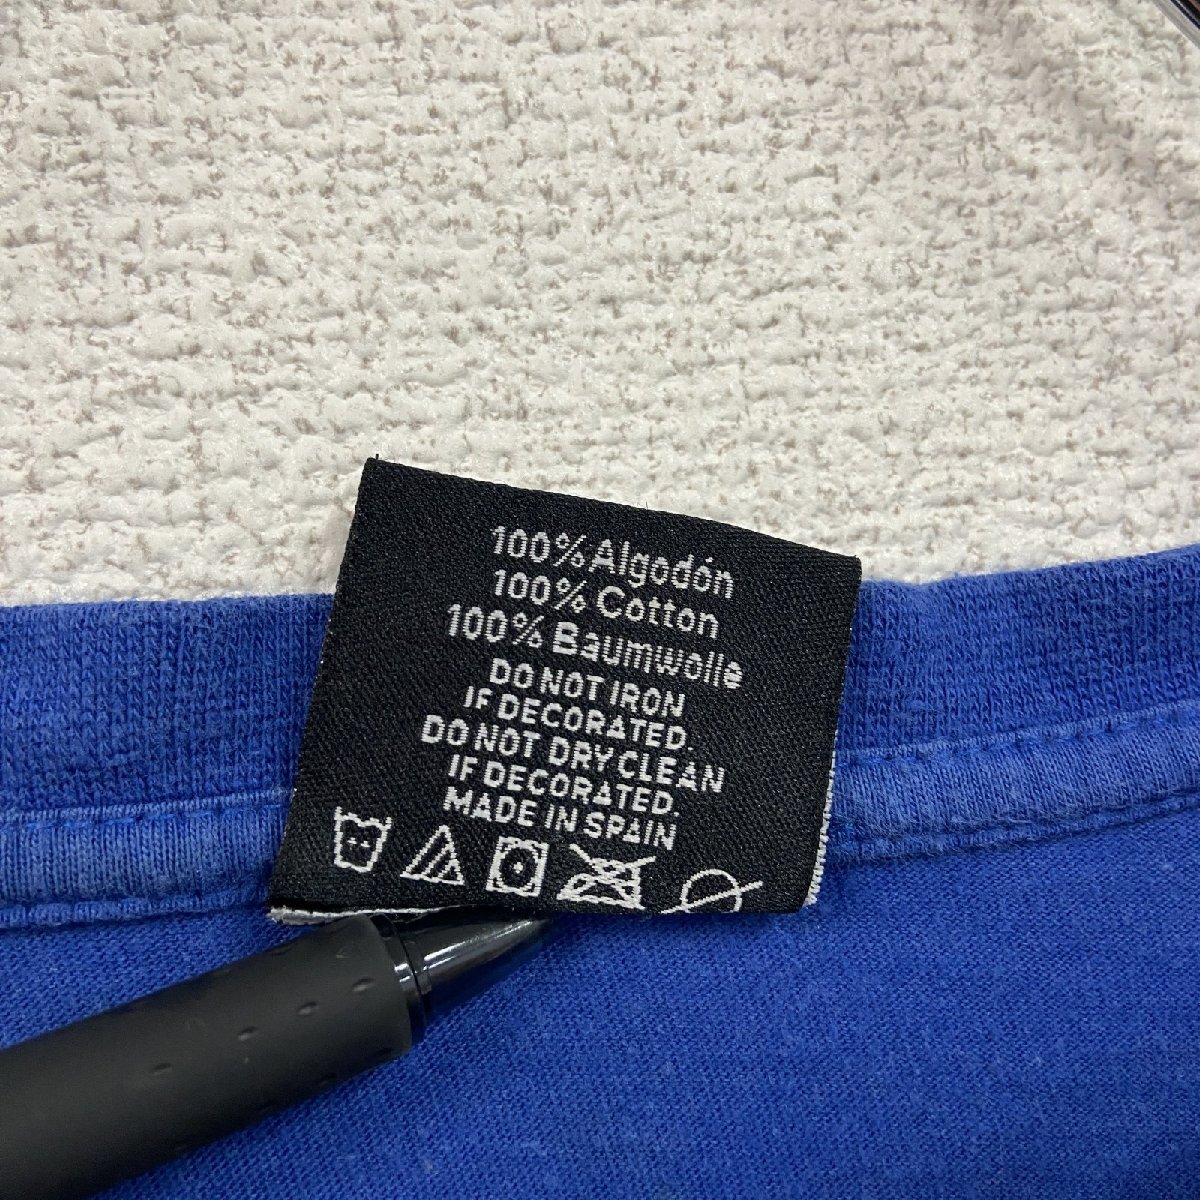 100% Algodón
100% Cotton
100% Baumwolle
DO NOT IRON
IF DECORATED.
DO NOT DRY CLEAN
IF DECORATED.
MADE IN SPAIN